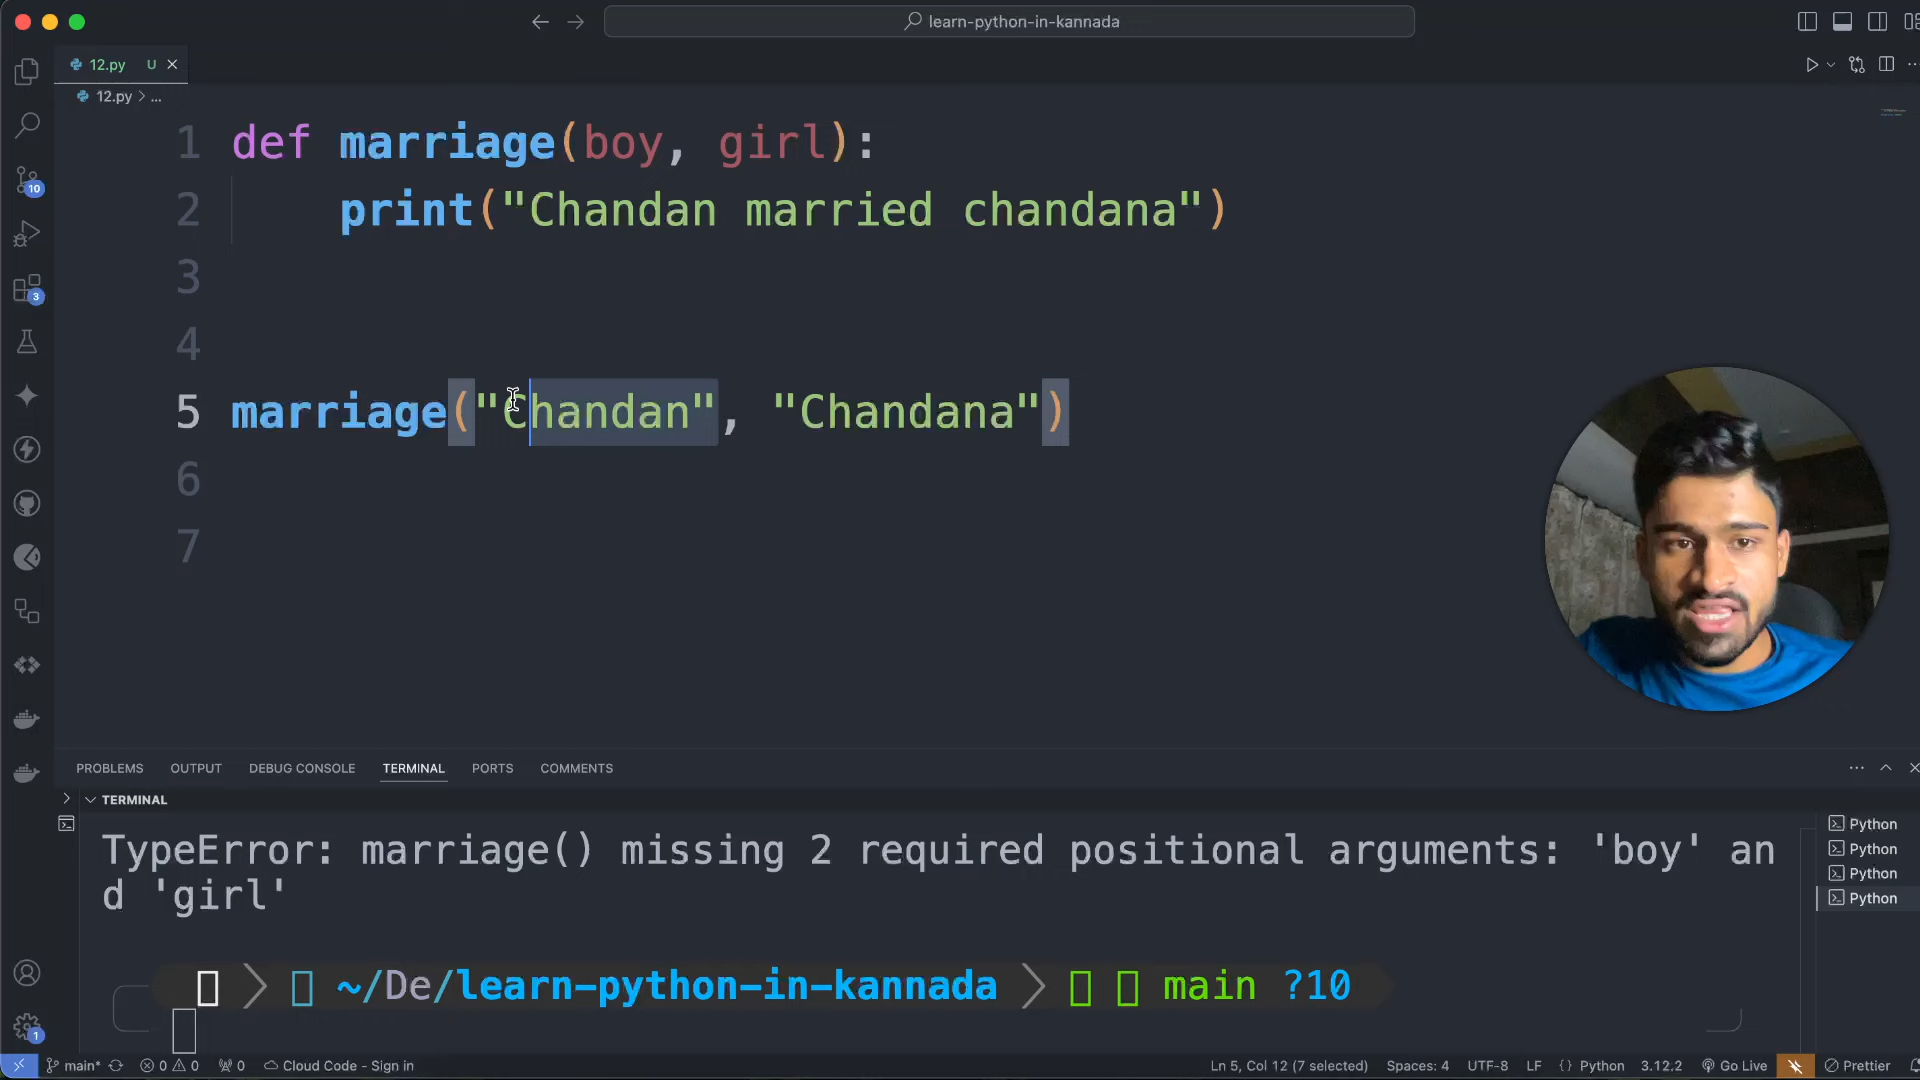 learn-python-in-kannada
12.py U
12.py > ...
1 def marriage(boy, girl):
2 print("Chandan married chandana")
3
4
5 marriage("Chandan", "Chandana")
6
7
10
3
PROBLEMS OUTPUT DEBUG CONSOLE TERMINAL PORTS COMMENTS
TERMINAL
TypeError: marriage() missing 2 required positional arguments: 'boy' an
d 'girl'
~/De/learn-python-in-kannada main ?10
Python
Python
Python
Python
1
main* 0 0 0 Cloud Code - Sign in Ln 5, Col 12 (7 selected) Spaces: 4 UTF-8 LF {} Python 3.12.2 Go Live Prettier